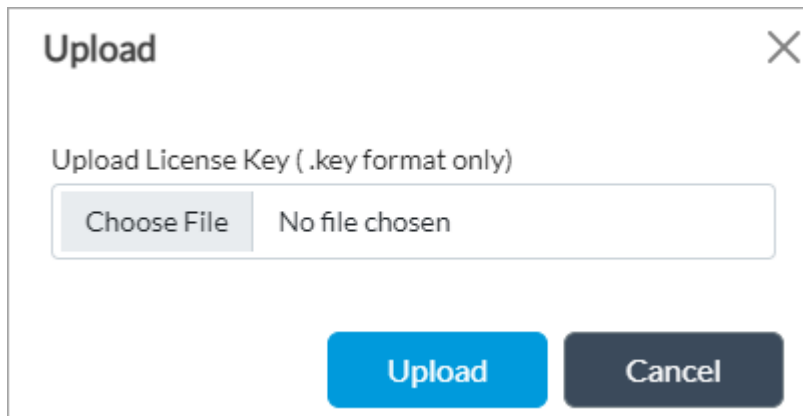 Upload
Upload License Key ( .key format only)
Choose File No file chosen
Upload Cancel